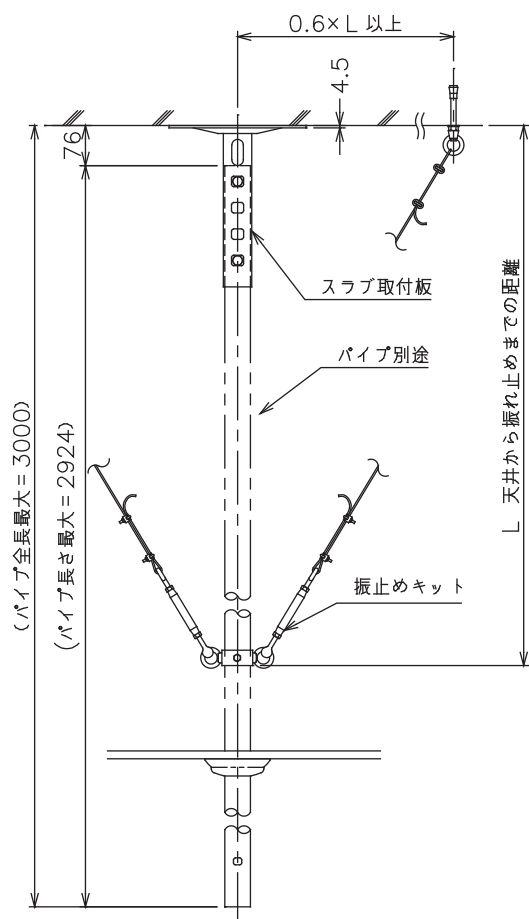 0.6×L 以上
4.5
76
スラブ取付板
パイプ別途
L 天井から振れ止めまでの距離
(パイプ全長最大=3000)
(パイプ長さ最大=2924)
振止めキット